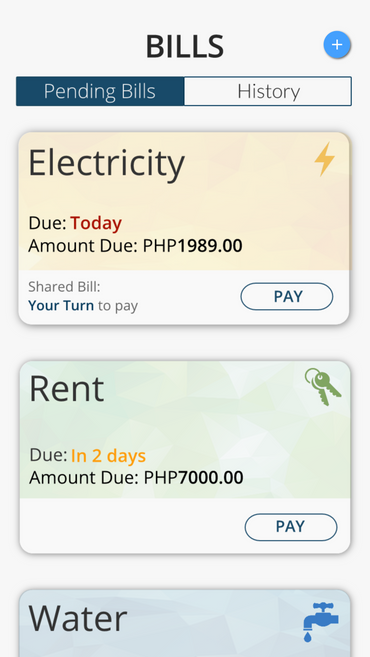 BILLS
+
Pending Bills
History
Electricity
Due: Today
Amount Due: PHP1989.00
Shared Bill:
Your Turn to pay
PAY
Rent
Due: In 2 days
Amount Due: PHP7000.00
PAY
Water